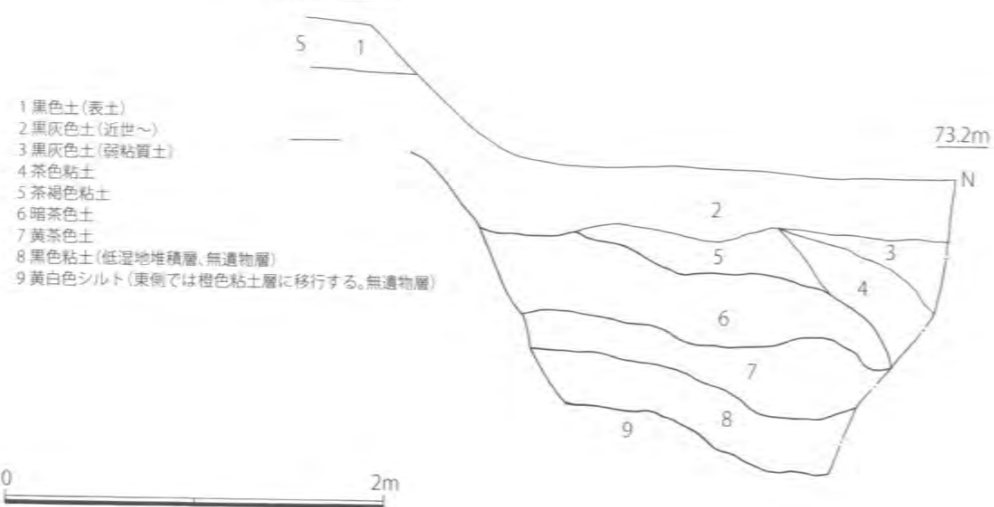 S 1
1 黒色土(表土)
2 黒灰色土(近世~)
3 黒灰色土(弱粘質土)
4 茶色粘土
5 茶褐色粘土
6 暗茶色土
7 黄茶色土
8 黒色粘土(低湿地堆積層、無遺物層)
9 黄白色シルト(東側では橙色粘土層に移行する。無遺物層)
73.2m
N
2
3
5
4
6
7
8
9
0 2m